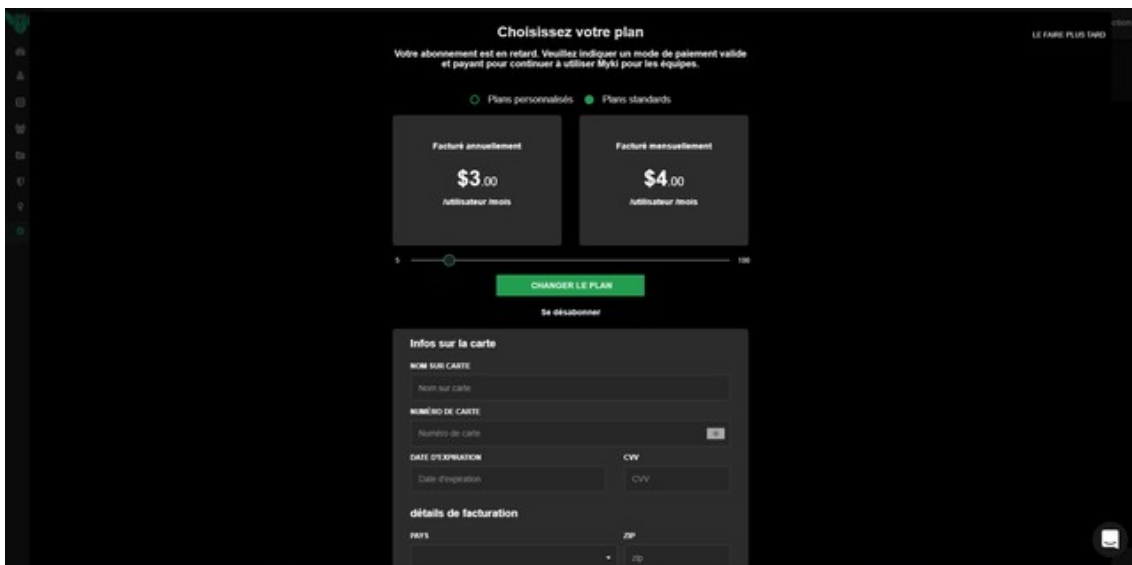 Choisissez votre plan
LE FAIRE PLUS TARD
Votre abonnement est en retard. Veuillez indiquer un mode de paiement valide
et payant pour continuer à utiliser Myki pour les équipes.
Plans personnalisés Plans standards
Facturé annuellement Facturé mensuellement
$3.00 $4.00
/utilisateur /mois /utilisateur /mois
5 100
CHANGER LE PLAN
Se désabonner
Infos sur la carte
NOM SUR CARTE
Nom sur carte
NUMÉRO DE CARTE
Numéro de carte
DATE D'EXPIRATION CVV
Date d'expiration CVV
détails de facturation
PAYS ZIP
zip